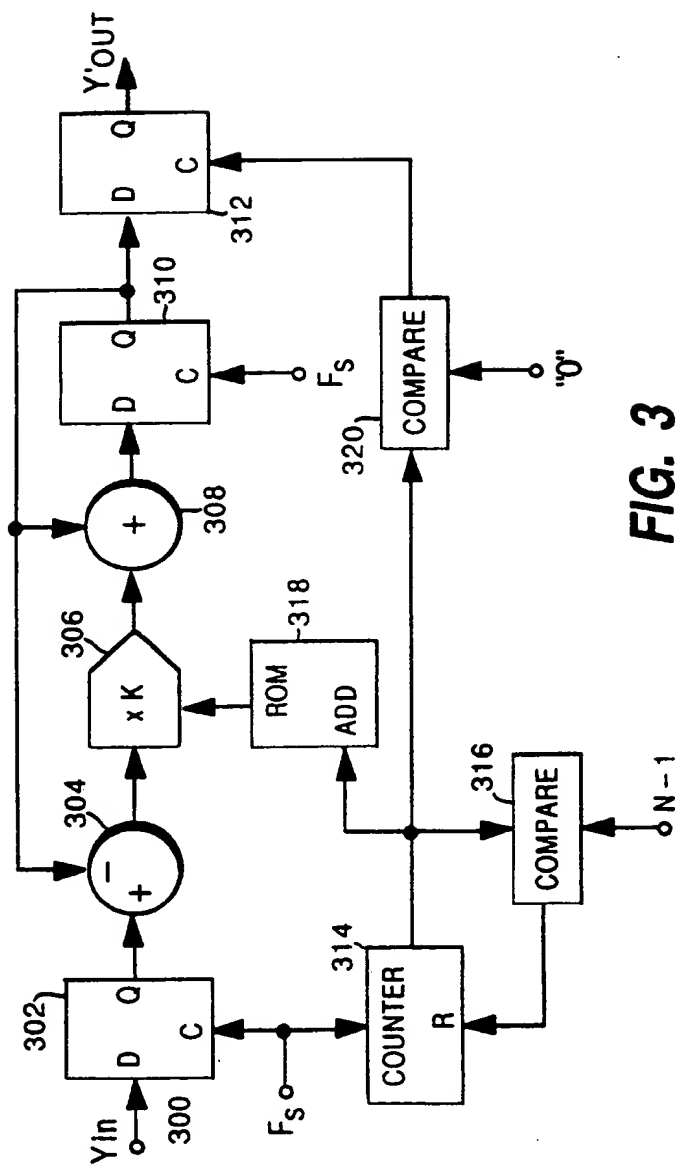 Yin
300
302
D
Q
C
304
−
+
306
x K
308
+
310
D
Q
C
FS
312
D
Q
C
Y'OUT
FS
314
COUNTER
R
318
ROM
ADD
316
COMPARE
N-1
320
COMPARE
"0"
FIG. 3